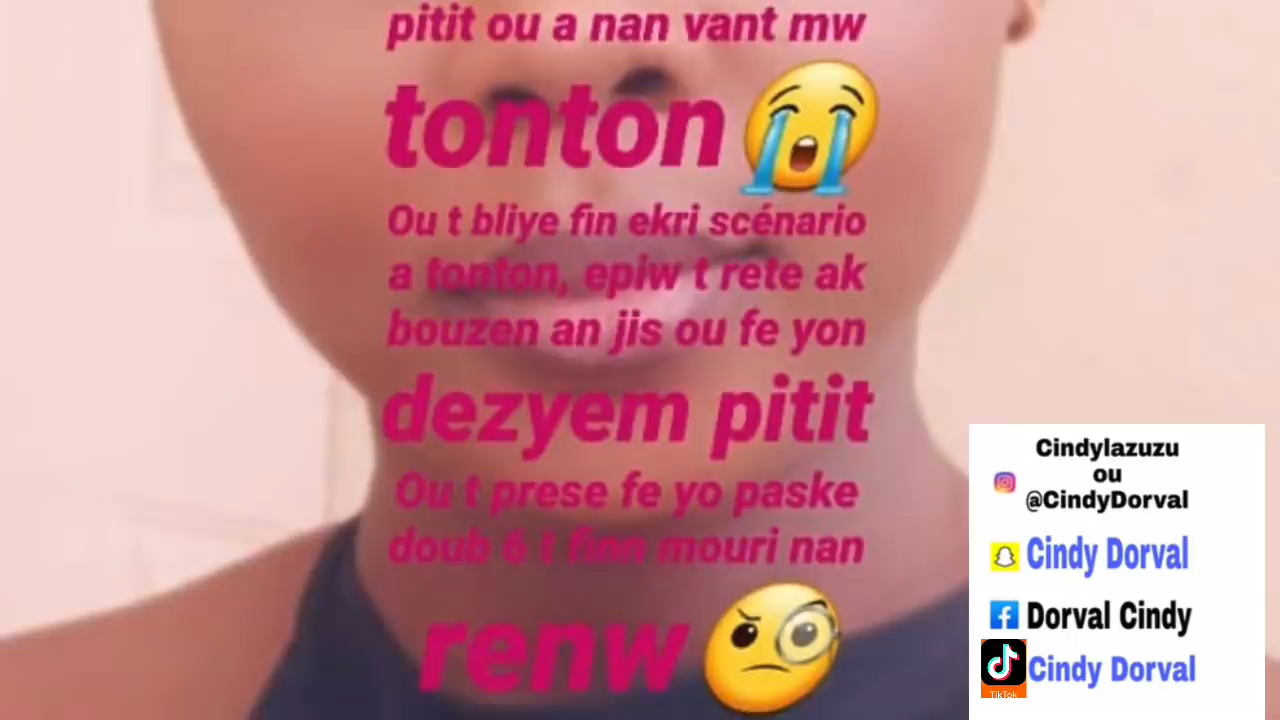 pitit ou a nan vant mw
tonton
Ou t bliye fin ekri scénario
a tonton, epiw t rete ak
bouzen an jis ou fe yon
dezyem pitit
Ou t prese fe yo paske
doub 6 t finn mouri nan
renw
Cindylazuzu
ou
@CindyDorval
Cindy Dorval
Dorval Cindy
Cindy Dorval
TikTok